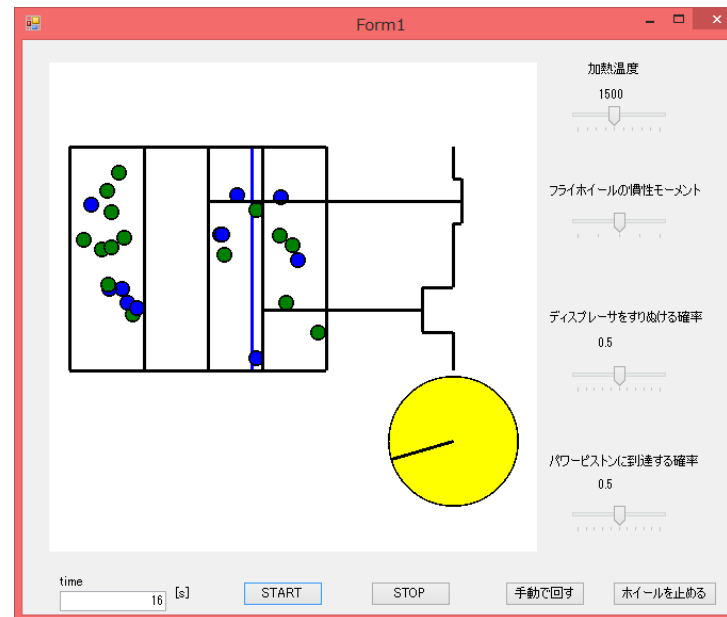 Form1
加熱温度
1500
フライホイールの慣性モーメント
ディスプレーサをすりぬける確率
0.5
パワーピストンに到達する確率
0.5
time
16 [s]
START
STOP
手動で回す
ホイールを止める